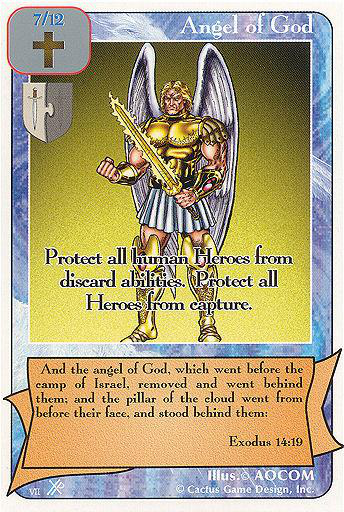 7/12
Angel of God
Protect all human Heroes from
discard abilities. Protect all
Heroes from capture.
And the angel of God, which went before the
camp of Israel, removed and went behind
them; and the pillar of the cloud went from
before their face, and stood behind them:
Exodus 14:19
VII
Illus.© AOCOM
© Cactus Game Design, Inc.